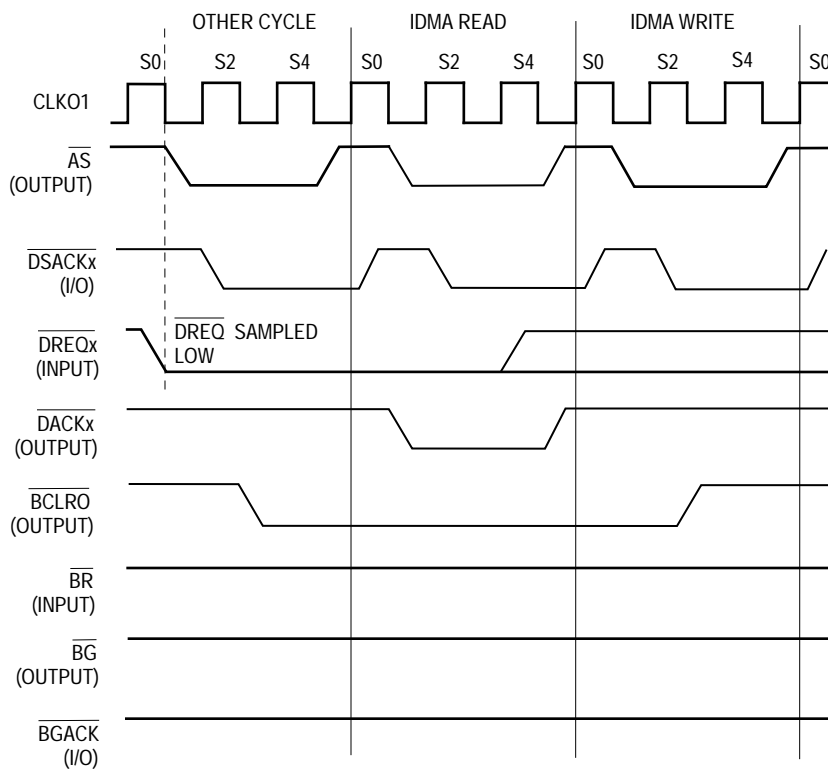 OTHER CYCLE IDMA READ IDMA WRITE
S0 S2 S4 S0 S2 S4 S0 S2 S4 S0
CLKO1
AS
(OUTPUT)
DSACKx
(I/O)
DREQx
(INPUT)
DREQ SAMPLED
LOW
DACKx
(OUTPUT)
BCLRO
(OUTPUT)
BR
(INPUT)
BG
(OUTPUT)
BGACK
(I/O)